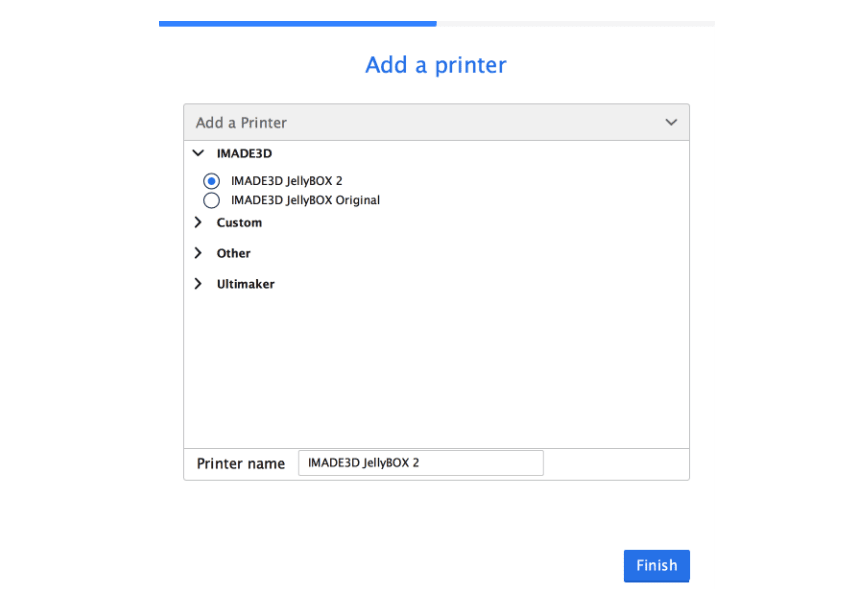 Add a printer
Add a Printer
IMADE3D
IMADE3D JellyBOX 2
IMADE3D JellyBOX Original
Custom
Other
Ultimaker
Printer name IMADE3D JellyBOX 2
Finish